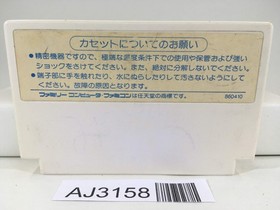 カセットについてのお願い
●精密機器ですので、極端な温度条件下での使用や保管および強い
ショックをさけてください。また、絶対に分解しないでください。
●端子部に手を触れたり、水にぬらしたりして汚さないようにして
ください。故障の原因となります。
ファミリーコンピュータ・ファミコンは任天堂の商標です。
860410
AJ3158